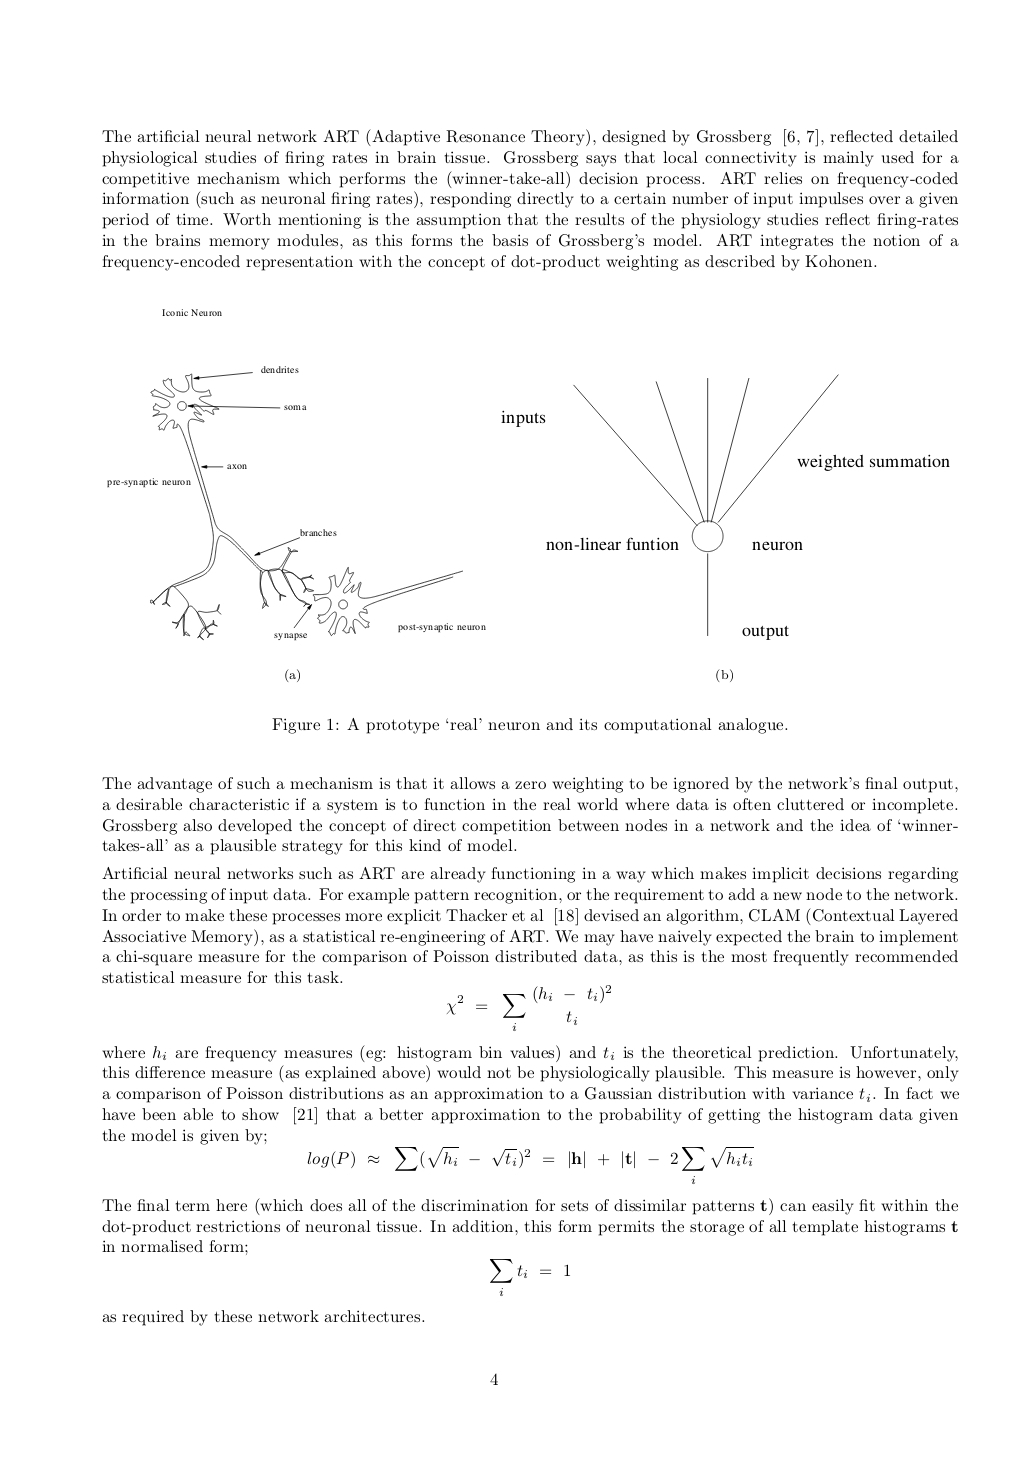 The artificial neural network ART (Adaptive Resonance Theory), designed by Grossberg [6, 7], reflected detailed
physiological studies of firing rates in brain tissue. Grossberg says that local connectivity is mainly used for a
competitive mechanism which performs the (winner-take-all) decision process. ART relies on frequency-coded
information (such as neuronal firing rates), responding directly to a certain number of input impulses over a given
period of time. Worth mentioning is the assumption that the results of the physiology studies reflect firing-rates
in the brains memory modules, as this forms the basis of Grossberg's model. ART integrates the notion of a
frequency-encoded representation with the concept of dot-product weighting as described by Kohonen.
Iconic Neuron
dendrites
soma
axon
pre-synaptic neuron
branches
synapse
post-synaptic neuron
(a)
inputs
weighted summation
non-linear funtion
neuron
output
(b)
Figure 1: A prototype ‘real’ neuron and its computational analogue.
The advantage of such a mechanism is that it allows a zero weighting to be ignored by the network's final output,
a desirable characteristic if a system is to function in the real world where data is often cluttered or incomplete.
Grossberg also developed the concept of direct competition between nodes in a network and the idea of ‘winner-
takes-all’ as a plausible strategy for this kind of model.
Artificial neural networks such as ART are already functioning in a way which makes implicit decisions regarding
the processing of input data. For example pattern recognition, or the requirement to add a new node to the network.
In order to make these processes more explicit Thacker et al [18] devised an algorithm, CLAM (Contextual Layered
Associative Memory), as a statistical re-engineering of ART. We may have naively expected the brain to implement
a chi-square measure for the comparison of Poisson distributed data, as this is the most frequently recommended
statistical measure for this task.
χ² = ∑_i (h_i − t_i)² t_i
where h_i are frequency measures (eg: histogram bin values) and t_i is the theoretical prediction. Unfortunately,
this difference measure (as explained above) would not be physiologically plausible. This measure is however, only
a comparison of Poisson distributions as an approximation to a Gaussian distribution with variance t_i. In fact we
have been able to show [21] that a better approximation to the probability of getting the histogram data given
the model is given by;
log(P) ≈ ∑(√h_i − √t_i)² = |h| + |t| − 2∑_i √h_it_i
The final term here (which does all of the discrimination for sets of dissimilar patterns t) can easily fit within the
dot-product restrictions of neuronal tissue. In addition, this form permits the storage of all template histograms t
in normalised form;
∑_i t_i = 1
as required by these network architectures.
4